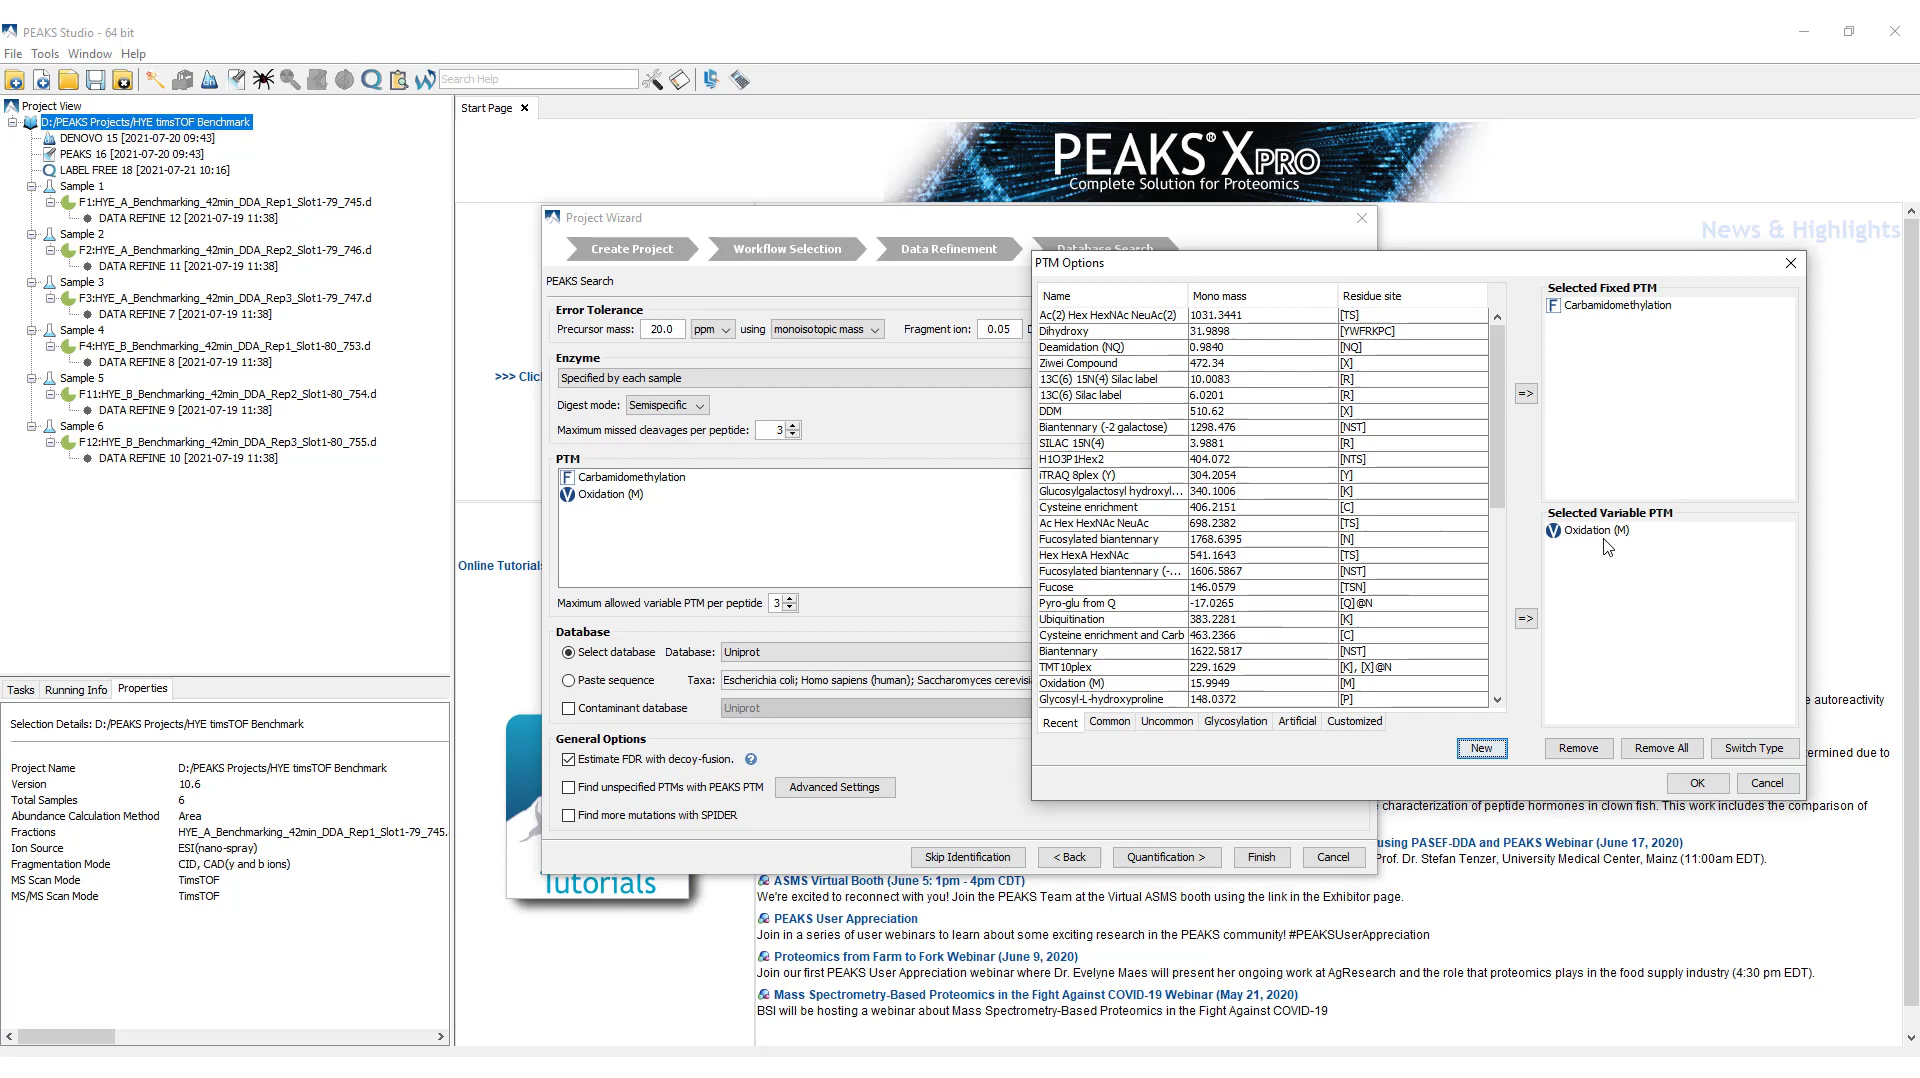 PEAKS Studio - 64 bit
File Tools Window Help
Search Help
Project View
D:/PEAKS Projects/HYE timsTOF Benchmark
DENOVO 15 [2021-07-20 09:43]
PEAKS 16 [2021-07-20 09:43]
LABEL FREE 18 [2021-07-21 10:16]
Sample 1
F1:HYE_A_Benchmarking_42min_DDA_Rep1_Slot1-79_745.d
DATA REFINE 12 [2021-07-19 11:38]
Sample 2
F2:HYE_A_Benchmarking_42min_DDA_Rep2_Slot1-79_746.d
DATA REFINE 11 [2021-07-19 11:38]
Sample 3
F3:HYE_A_Benchmarking_42min_DDA_Rep3_Slot1-79_747.d
DATA REFINE 7 [2021-07-19 11:38]
Sample 4
F4:HYE_B_Benchmarking_42min_DDA_Rep1_Slot1-80_753.d
DATA REFINE 8 [2021-07-19 11:38]
Sample 5
F11:HYE_B_Benchmarking_42min_DDA_Rep2_Slot1-80_754.d
DATA REFINE 9 [2021-07-19 11:38]
Sample 6
F12:HYE_B_Benchmarking_42min_DDA_Rep3_Slot1-80_755.d
DATA REFINE 10 [2021-07-19 11:38]
Tasks Running Info Properties
Selection Details: D:/PEAKS Projects/HYE timsTOF Benchmark
Project Name D:/PEAKS Projects/HYE timsTOF Benchmark
Version 10.6
Total Samples 6
Abundance Calculation Method Area
Fractions HYE_A_Benchmarking_42min_DDA_Rep1_Slot1-79_745.
Ion Source ESI(nano-spray)
Fragmentation Mode CID, CAD(y and b ions)
MS Scan Mode TimsTOF
MS/MS Scan Mode TimsTOF
Start Page
PEAKS® XPRO
Complete Solution for Proteomics
News & Highlights
>>> Clic
Online Tutorials
Tutorials
Project Wizard
Create Project Workflow Selection Data Refinement Database Search
PEAKS Search
Error Tolerance
Precursor mass: 20.0 ppm using monoisotopic mass Fragment ion: 0.05 D
Enzyme
Specified by each sample
Digest mode: Semispecific
Maximum missed cleavages per peptide: 3
PTM
F Carbamidomethylation
V Oxidation (M)
Maximum allowed variable PTM per peptide 3
Database
Select database Database: Uniprot
Paste sequence Taxa: Escherichia coli; Homo sapiens (human); Saccharomyces cerevisi
Contaminant database Uniprot
General Options
Estimate FDR with decoy-fusion.
Find unspecified PTMs with PEAKS PTM Advanced Settings
Find more mutations with SPIDER
Skip Identification < Back Quantification > Finish Cancel
PTM Options
Name Mono mass Residue site
Ac(2) Hex HexNAc NeuAc(2) 1031.3441 [TS]
Dihydroxy 31.9898 [YWFRKPC]
Deamidation (NQ) 0.9840 [NQ]
Ziwei Compound 472.34 [X]
13C(6) 15N(4) Silac label 10.0083 [R]
13C(6) Silac label 6.0201 [R]
DDM 510.62 [X]
Biantennary (-2 galactose) 1298.476 [NST]
SILAC 15N(4) 3.9881 [R]
H1O3P1Hex2 404.072 [NTS]
iTRAQ 8plex (Y) 304.2054 [Y]
Glucosylgalactosyl hydroxyl... 340.1006 [K]
Cysteine enrichment 406.2151 [C]
Ac Hex HexNAc NeuAc 698.2382 [TS]
Fucosylated biantennary 1768.6395 [N]
Hex HexA HexNAc 541.1643 [TS]
Fucosylated biantennary (-... 1606.5867 [NST]
Fucose 146.0579 [TSN]
Pyro-glu from Q -17.0265 [Q]@N
Ubiquitination 383.2281 [K]
Cysteine enrichment and Carb 463.2366 [C]
Biantennary 1622.5817 [NST]
TMT10plex 229.1629 [K], [X]@N
Oxidation (M) 15.9949 [M]
Glycosyl-L-hydroxyproline 148.0372 [P]
Recent Common Uncommon Glycosylation Artificial Customized
=>
=>
Selected Fixed PTM
F Carbamidomethylation
Selected Variable PTM
V Oxidation (M)
New Remove Remove All Switch Type
OK Cancel
autoreactivity
ermined due to
characterization of peptide hormones in clown fish. This work includes the comparison of
using PASEF-DDA and PEAKS Webinar (June 17, 2020)
Prof. Dr. Stefan Tenzer, University Medical Center, Mainz (11:00am EDT).
ASMS Virtual Booth (June 5: 1pm - 4pm CDT)
We're excited to reconnect with you! Join the PEAKS Team at the Virtual ASMS booth using the link in the Exhibitor page.
PEAKS User Appreciation
Join in a series of user webinars to learn about some exciting research in the PEAKS community! #PEAKSUserAppreciation
Proteomics from Farm to Fork Webinar (June 9, 2020)
Join our first PEAKS User Appreciation webinar where Dr. Evelyne Maes will present her ongoing work at AgResearch and the role that proteomics plays in the food supply industry (4:30 pm EDT).
Mass Spectrometry-Based Proteomics in the Fight Against COVID-19 Webinar (May 21, 2020)
BSI will be hosting a webinar about Mass Spectrometry-Based Proteomics in the Fight Against COVID-19